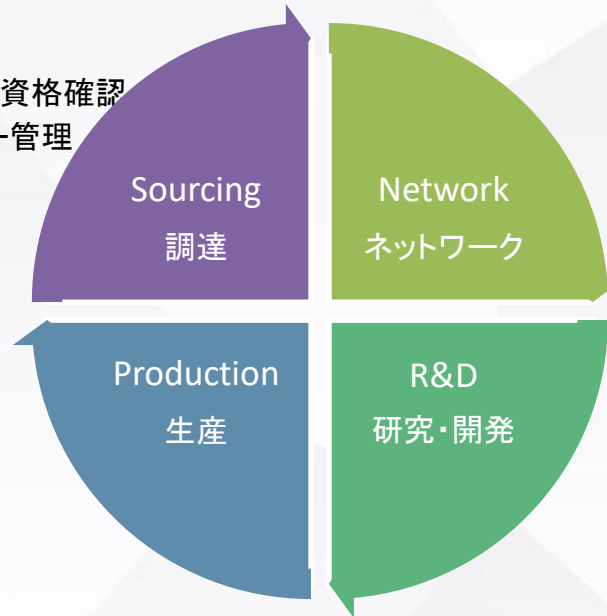 資格確認
ー管理
Sourcing
調達
Network
ネットワーク
Production
生産
R&D
研究・開発